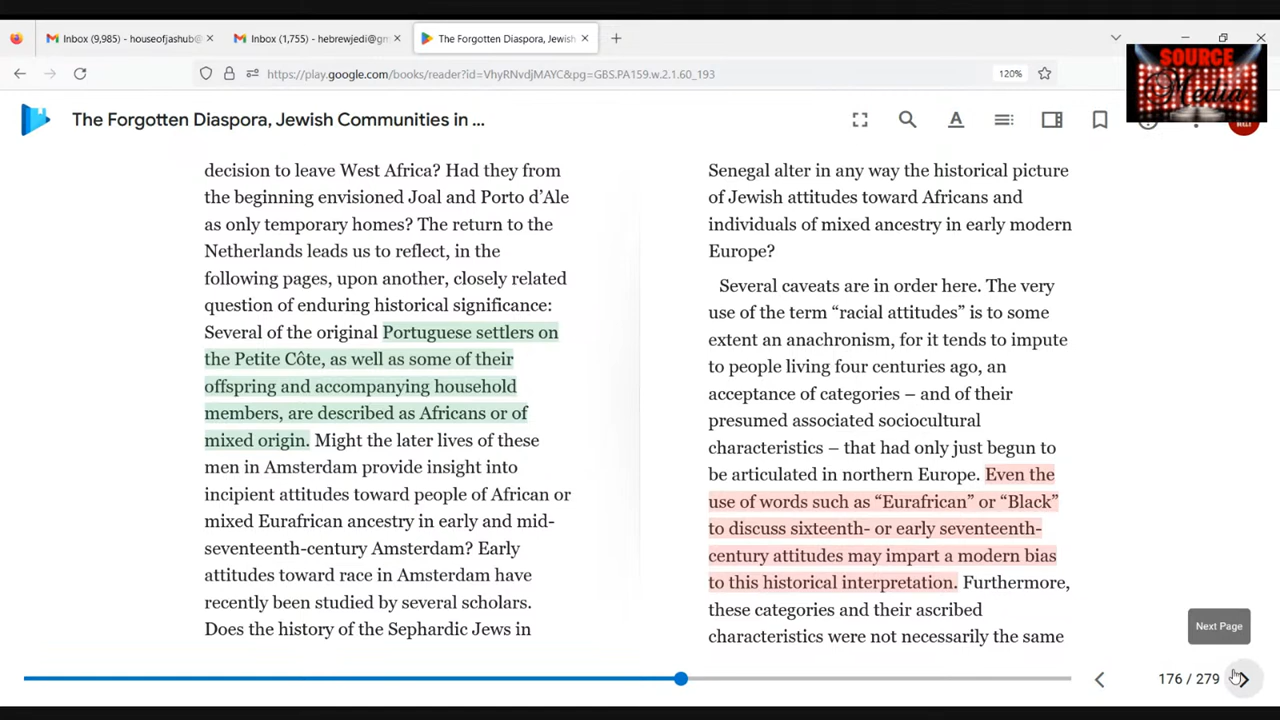 Inbox (9,985) - houseofjashub@
Inbox (1,755) - hebrewjedi@gm
The Forgotten Diaspora, Jewish
https://play.google.com/books/reader?id=VhyRNvdjMAYC&pg=GBS.PA159.w.2.1.60_193
120%
SOURCE
Media
The Forgotten Diaspora, Jewish Communities in ...
decision to leave West Africa? Had they from
the beginning envisioned Joal and Porto d’Ale
as only temporary homes? The return to the
Netherlands leads us to reflect, in the
following pages, upon another, closely related
question of enduring historical significance:
Several of the original Portuguese settlers on
the Petite Côte, as well as some of their
offspring and accompanying household
members, are described as Africans or of
mixed origin. Might the later lives of these
men in Amsterdam provide insight into
incipient attitudes toward people of African or
mixed Eurafrican ancestry in early and mid-
seventeenth-century Amsterdam? Early
attitudes toward race in Amsterdam have
recently been studied by several scholars.
Does the history of the Sephardic Jews in
Senegal alter in any way the historical picture
of Jewish attitudes toward Africans and
individuals of mixed ancestry in early modern
Europe?
Several caveats are in order here. The very
use of the term “racial attitudes” is to some
extent an anachronism, for it tends to impute
to people living four centuries ago, an
acceptance of categories – and of their
presumed associated sociocultural
characteristics – that had only just begun to
be articulated in northern Europe. Even the
use of words such as “Eurafrican” or “Black”
to discuss sixteenth- or early seventeenth-
century attitudes may impart a modern bias
to this historical interpretation. Furthermore,
these categories and their ascribed
characteristics were not necessarily the same
Next Page
176 / 279